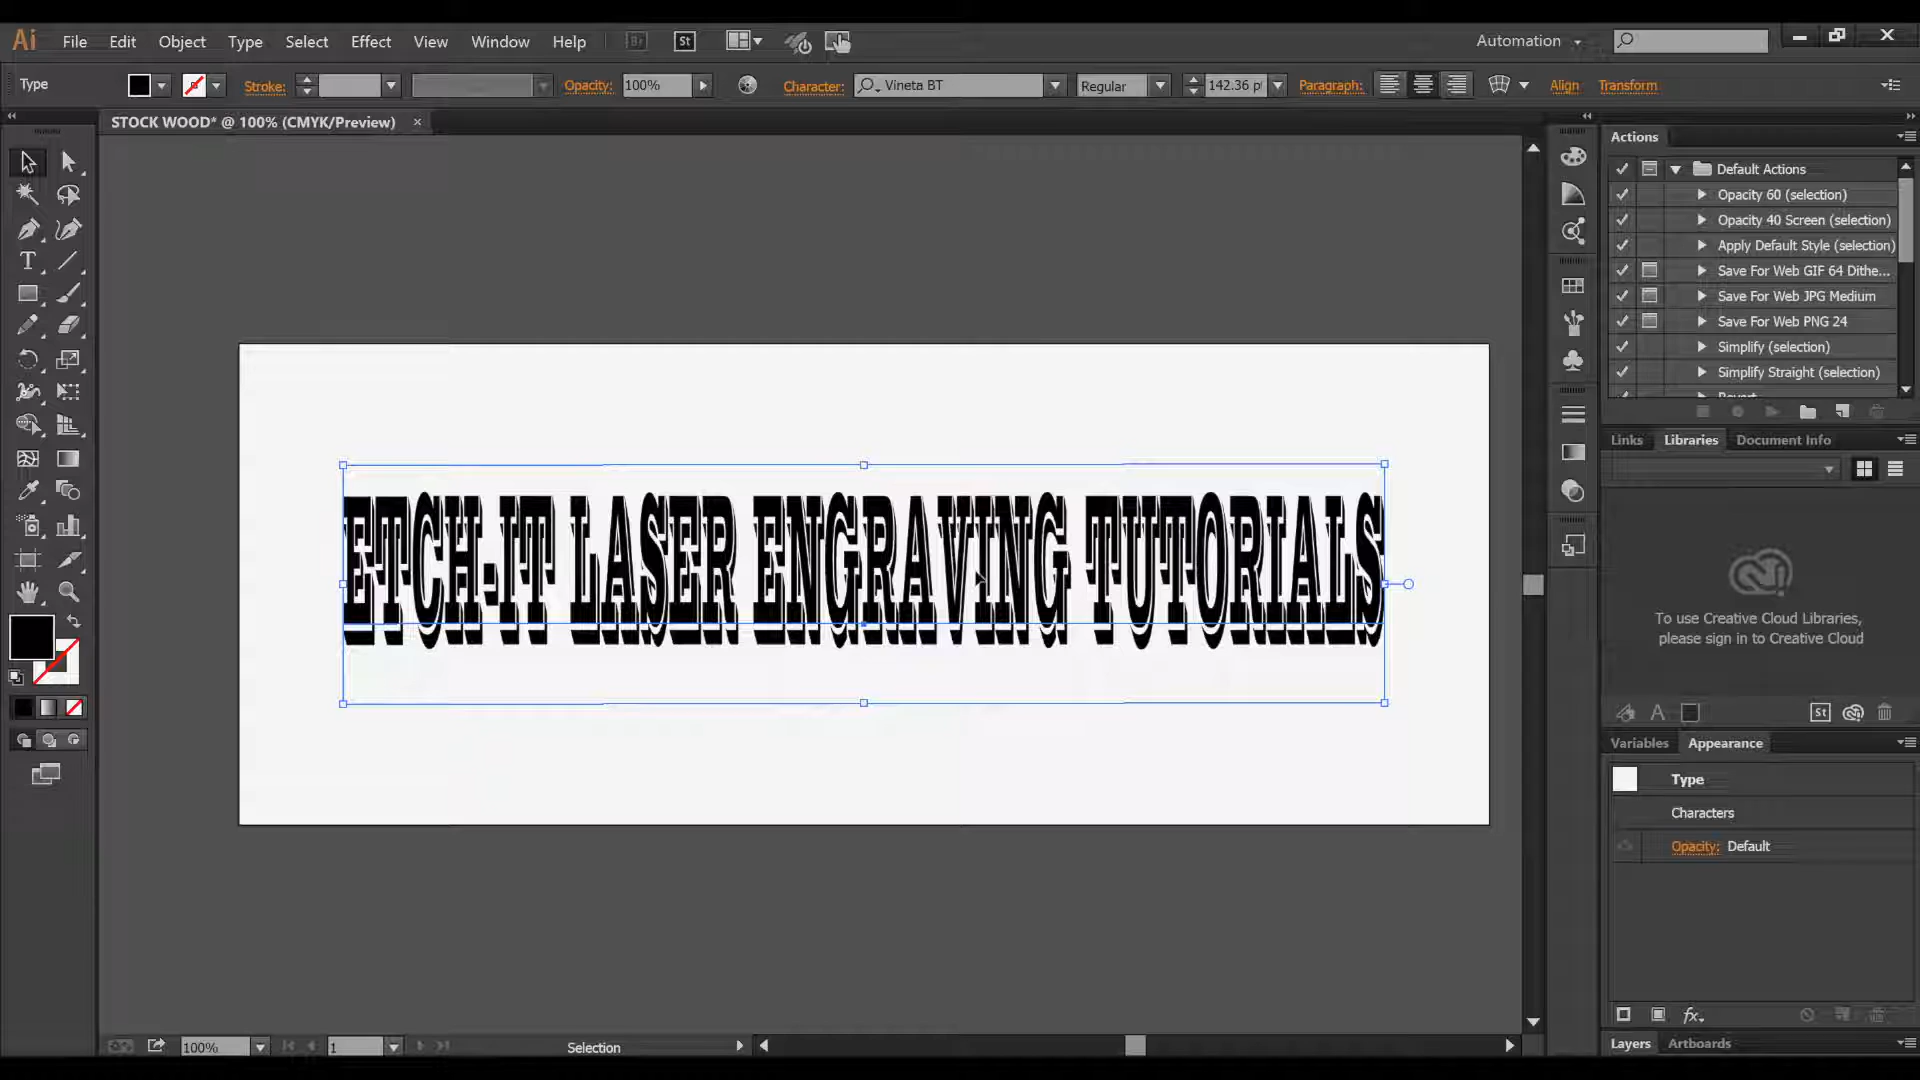 Ai File Edit Object Type Select Effect View Window Help Br St Automation
Type Stroke: Opacity: 100% Character: Vineta BT Regular 142.36 p Paragraph: Align Transform
STOCK WOOD* @ 100% (CMYK/Preview) ×
Actions
Default Actions
Opacity 60 (selection)
Opacity 40 Screen (selection)
Apply Default Style (selection)
Save For Web GIF 64 Dithe...
Save For Web JPG Medium
Save For Web PNG 24
Simplify (selection)
Simplify Straight (selection)
Revert
Links Libraries Document Info
ETCH-IT LASER ENGRAVING TUTORIALS
To use Creative Cloud Libraries,
please sign in to Creative Cloud
St
Variables Appearance
Type
Characters
Opacity: Default
fx
100% 1 Selection
Layers Artboards